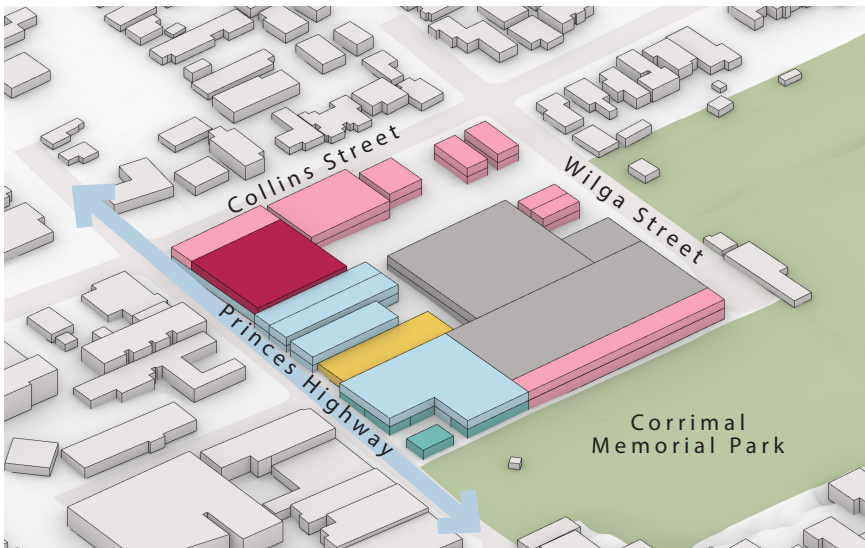 Collins Street
Wilga Street
Princes Highway
Corrimal
Memorial Park